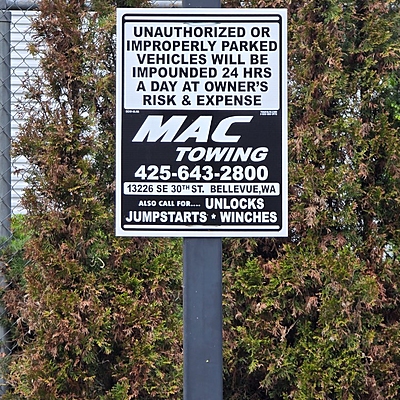 UNAUTHORIZED OR
IMPROPERLY PARKED
VEHICLES WILL BE
IMPOUNDED 24 HRS
A DAY AT OWNER'S
RISK & EXPENSE
MAC
TOWING
425-643-2800
13226 SE 30TH ST. BELLEVUE,WA
ALSO CALL FOR.... UNLOCKS
JUMPSTARTS * WINCHES